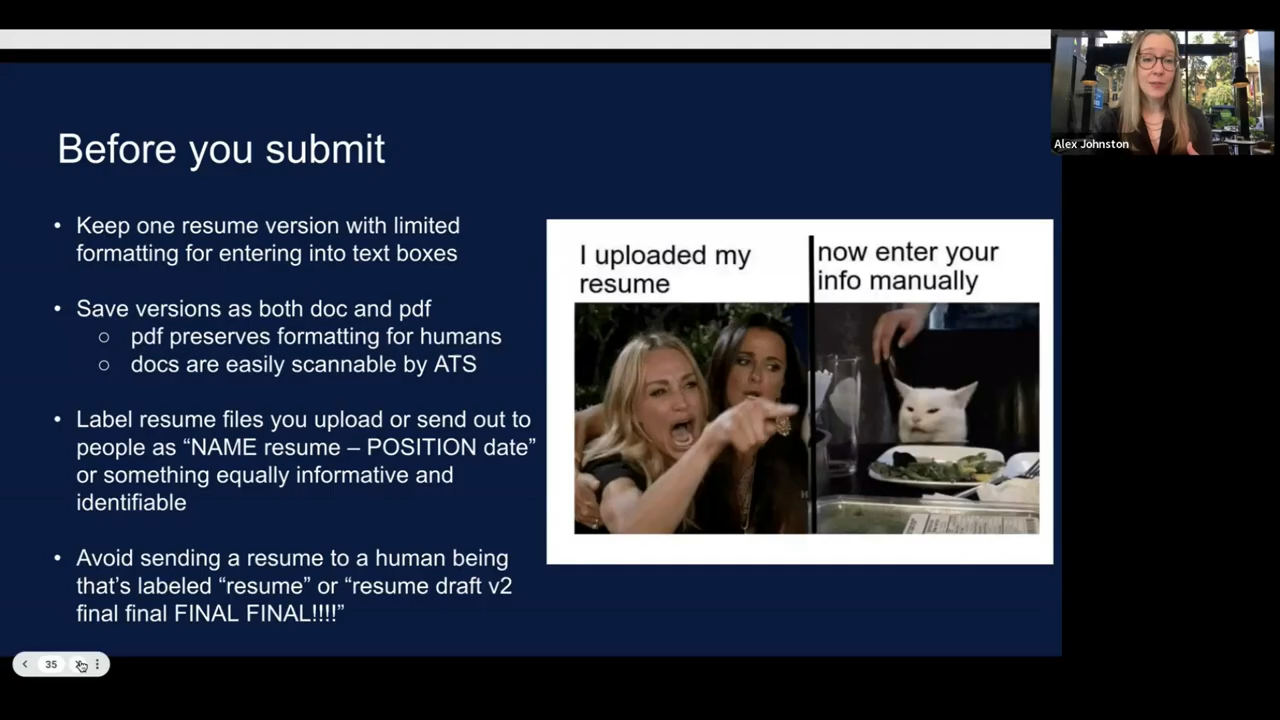 Before you submit
• Keep one resume version with limited
formatting for entering into text boxes
• Save versions as both doc and pdf
○ pdf preserves formatting for humans
○ docs are easily scannable by ATS
• Label resume files you upload or send out to
people as “NAME resume – POSITION date”
or something equally informative and
identifiable
• Avoid sending a resume to a human being
that’s labeled “resume” or “resume draft v2
final final FINAL FINAL!!!!”
I uploaded my
resume
now enter your
info manually
Alex Johnston
35